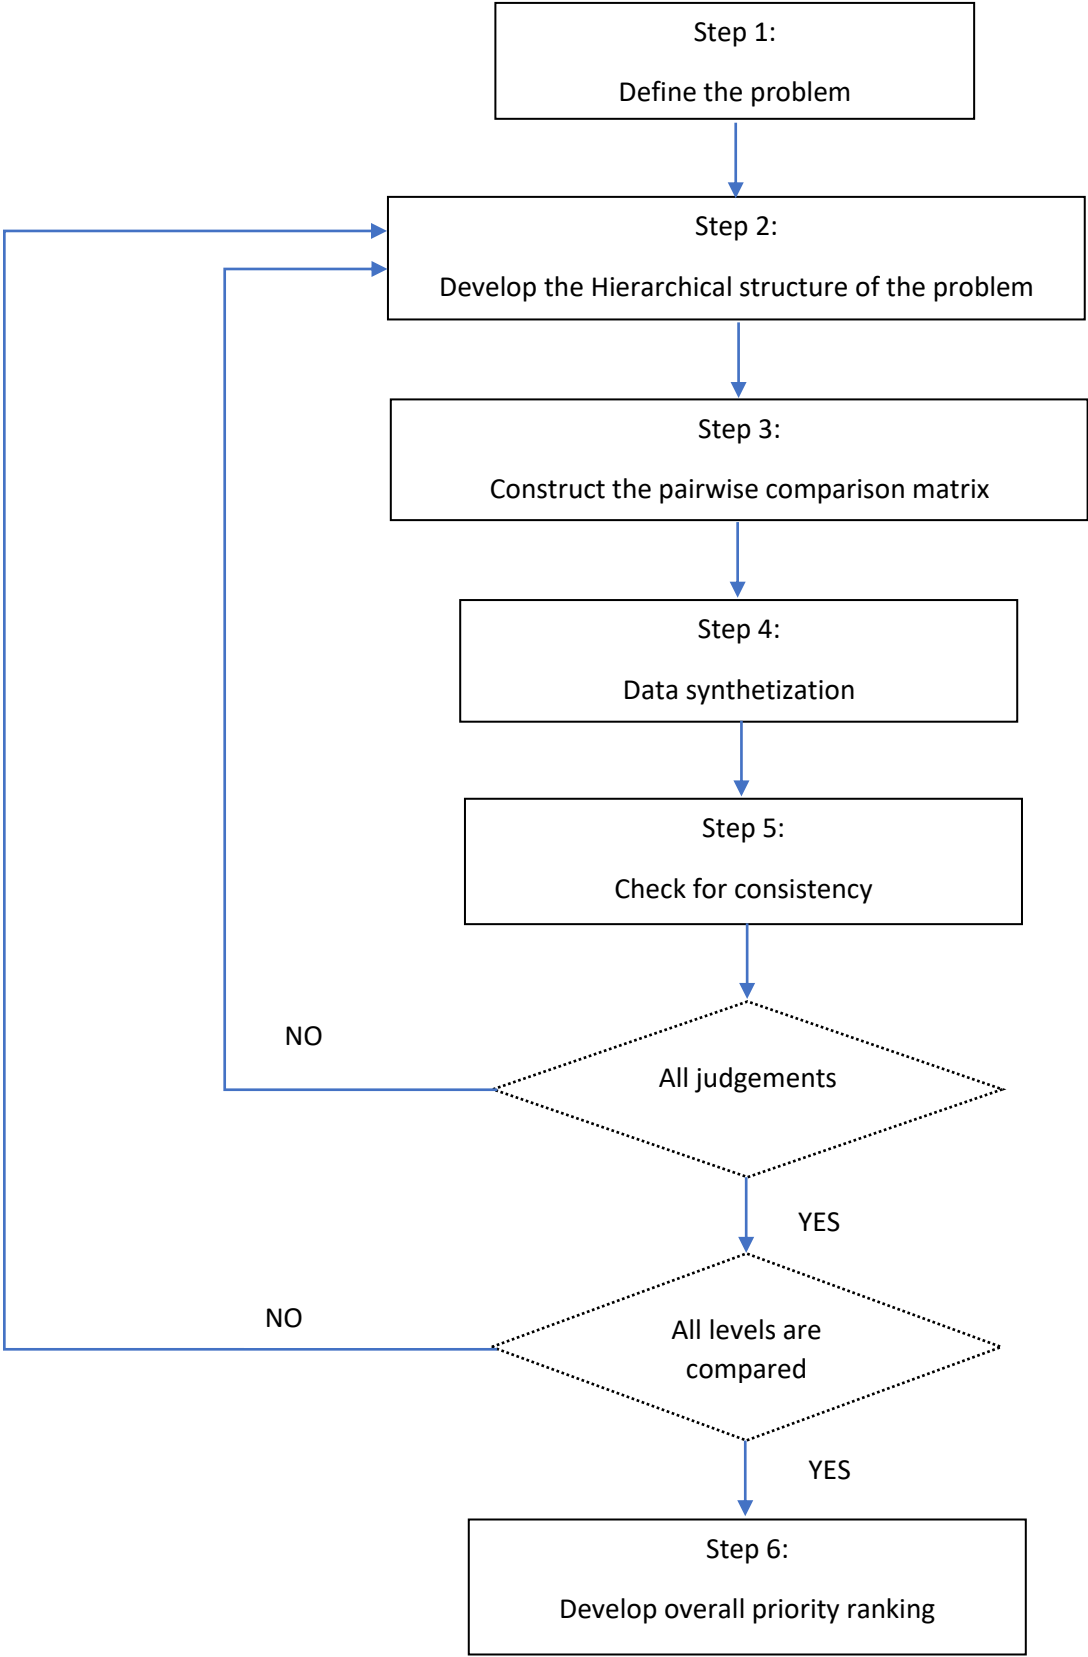 Step 1:
Define the problem
Step 2:
Develop the Hierarchical structure of the problem
Step 3:
Construct the pairwise comparison matrix
Step 4:
Data synthetization
Step 5:
Check for consistency
NO
All judgements
YES
NO
All levels are
compared
YES
Step 6:
Develop overall priority ranking